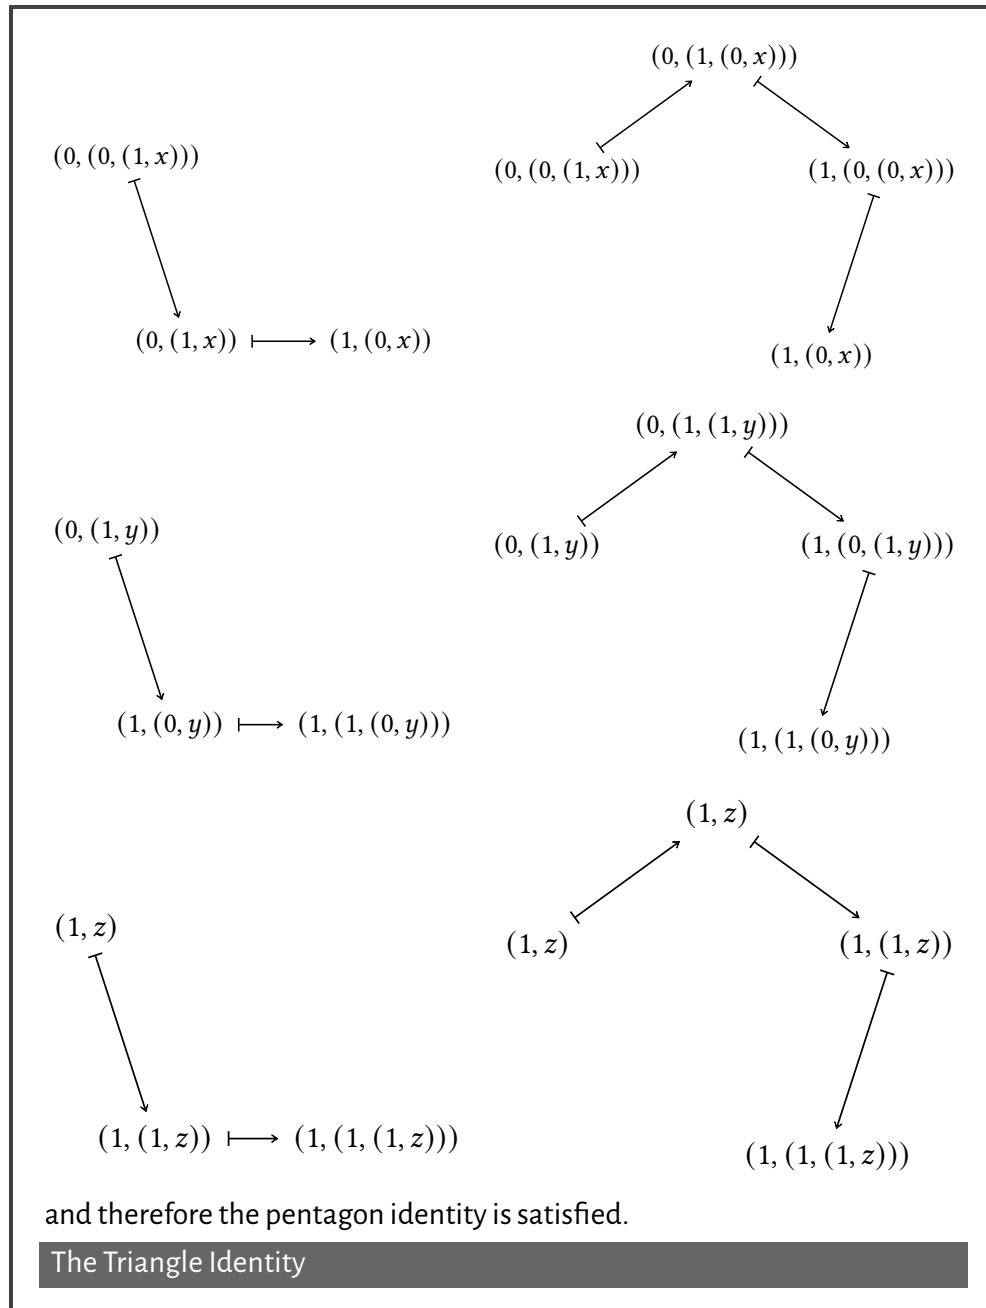 (0, (1, (0, x)))
(0, (0, (1, x)))
(0, (0, (1, x)))
(1, (0, (0, x)))
(0, (1, x)) ⟼ (1, (0, x))
(1, (0, x))
(0, (1, (1, y)))
(0, (1, y))
(0, (1, y))
(1, (0, (1, y)))
(1, (0, y)) ⟼ (1, (1, (0, y)))
(1, (1, (0, y)))
(1, z)
(1, z)
(1, z)
(1, (1, z))
(1, (1, z)) ⟼ (1, (1, (1, z)))
(1, (1, (1, z)))
and therefore the pentagon identity is satisfied.
The Triangle Identity